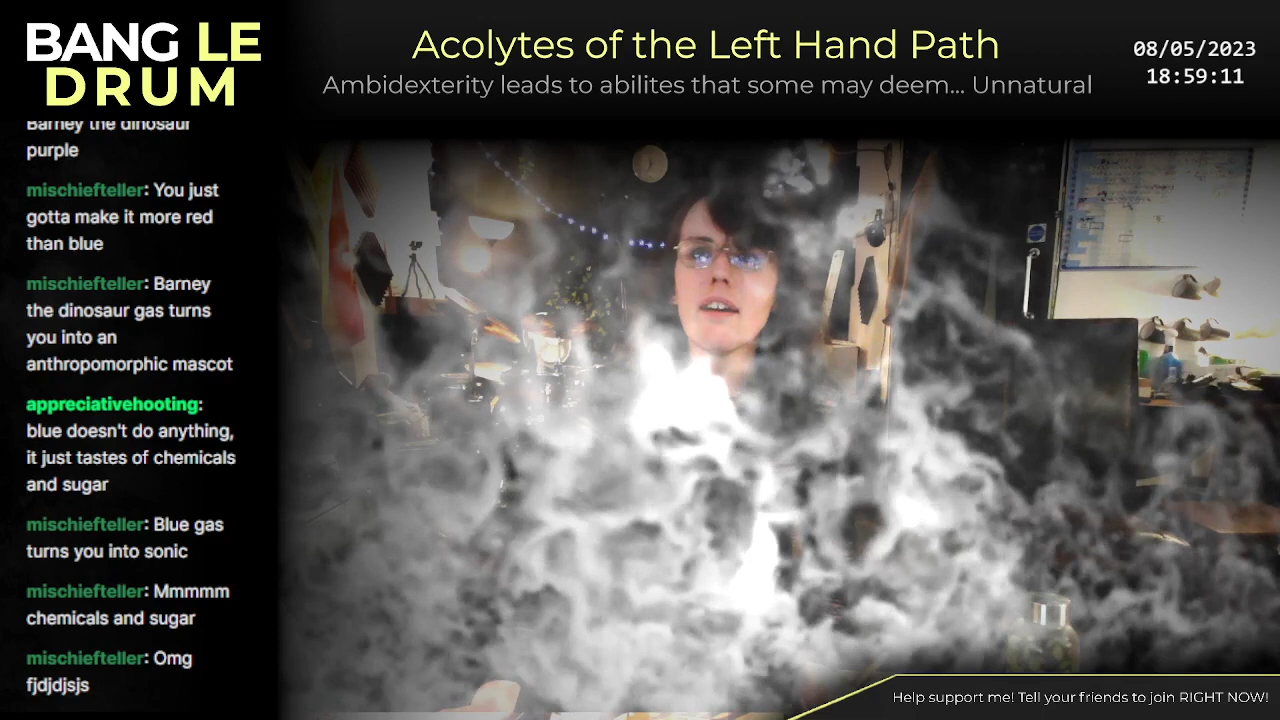 BANG LE
DRUM
Acolytes of the Left Hand Path
Ambidexterity leads to abilites that some may deem... Unnatural
08/05/2023
18:59:11
Barney the dinosaur
purple
mischiefteller: You just
gotta make it more red
than blue
mischiefteller: Barney
the dinosaur gas turns
you into an
anthropomorphic mascot
appreciativehooting:
blue doesn't do anything,
it just tastes of chemicals
and sugar
mischiefteller: Blue gas
turns you into sonic
mischiefteller: Mmmmm
chemicals and sugar
mischiefteller: Omg
fjdjdjsjs
Help support me! Tell your friends to join RIGHT NOW!